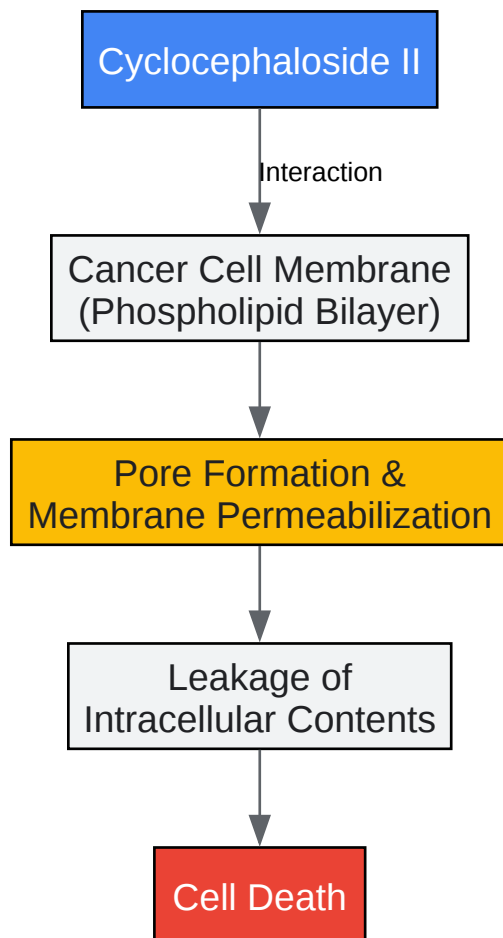 Cyclocephaloside II
Interaction
Cancer Cell Membrane
(Phospholipid Bilayer)
Pore Formation &
Membrane Permeabilization
Leakage of
Intracellular Contents
Cell Death